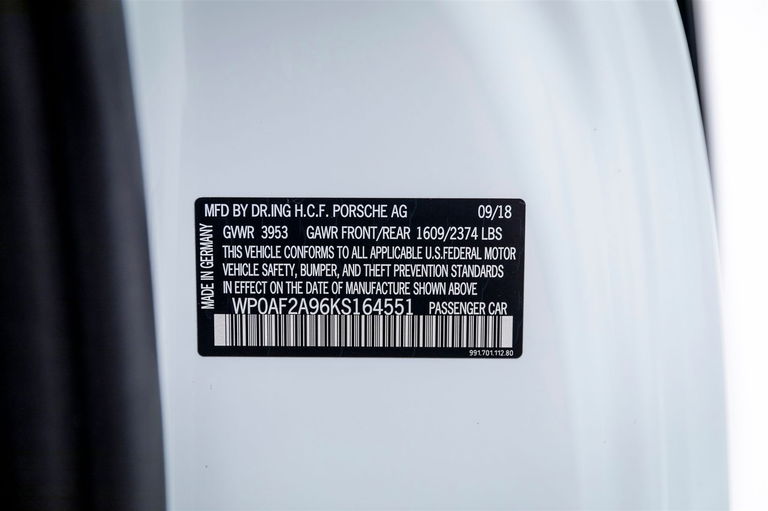 MFD BY DR.ING H.C.F. PORSCHE AG 09/18
MADE IN GERMANY
GVWR 3953 GAWR FRONT/REAR 1609/2374 LBS
THIS VEHICLE CONFORMS TO ALL APPLICABLE U.S.FEDERAL MOTOR
VEHICLE SAFETY, BUMPER, AND THEFT PREVENTION STANDARDS
IN EFFECT ON THE DATE OF MANUFACTURE SHOWN ABOVE
WP0AF2A96KS164551 PASSENGER CAR
991.701.112.80